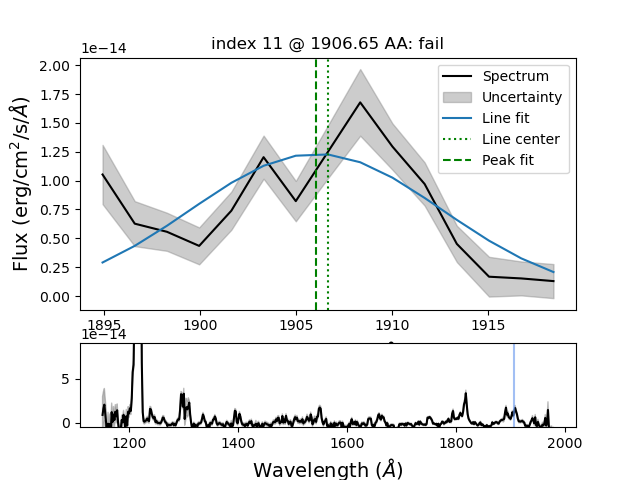 index 11 @ 1906.65 AA: fail
1e−14
2.00
1.75
1.50
1.25
1.00
0.75
0.50
0.25
0.00
Flux (erg/cm²/s/Å)
Spectrum
Uncertainty
Line fit
Line center
Peak fit
1895 1900 1905 1910 1915
1e−14
5
0
1200 1400 1600 1800 2000
Wavelength (Å)